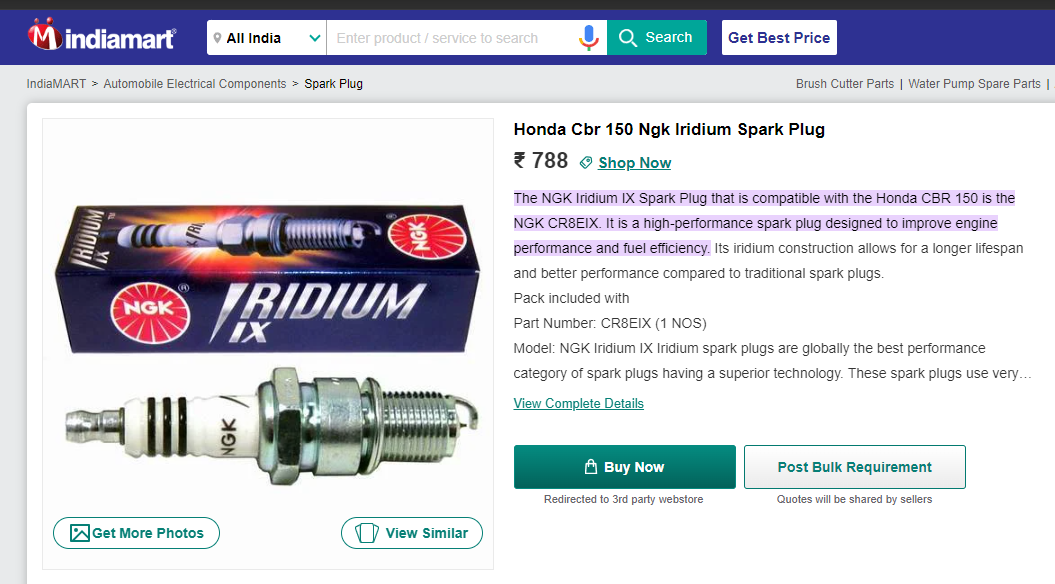 indiamart
All India
Enter product / service to search
Search
Get Best Price
IndiaMART > Automobile Electrical Components > Spark Plug
Brush Cutter Parts | Water Pump Spare Parts |
Honda Cbr 150 Ngk Iridium Spark Plug
₹ 788 Shop Now
The NGK Iridium IX Spark Plug that is compatible with the Honda CBR 150 is the
NGK CR8EIX. It is a high-performance spark plug designed to improve engine
performance and fuel efficiency. Its iridium construction allows for a longer lifespan
and better performance compared to traditional spark plugs.
Pack included with
Part Number: CR8EIX (1 NOS)
Model: NGK Iridium IX Iridium spark plugs are globally the best performance
category of spark plugs having a superior technology. These spark plugs use very…
View Complete Details
Buy Now
Redirected to 3rd party webstore
Post Bulk Requirement
Quotes will be shared by sellers
IRIDIUM
IX
NGK
®
NGK
®
IRIDIUM
IX
NGK
Get More Photos
View Similar